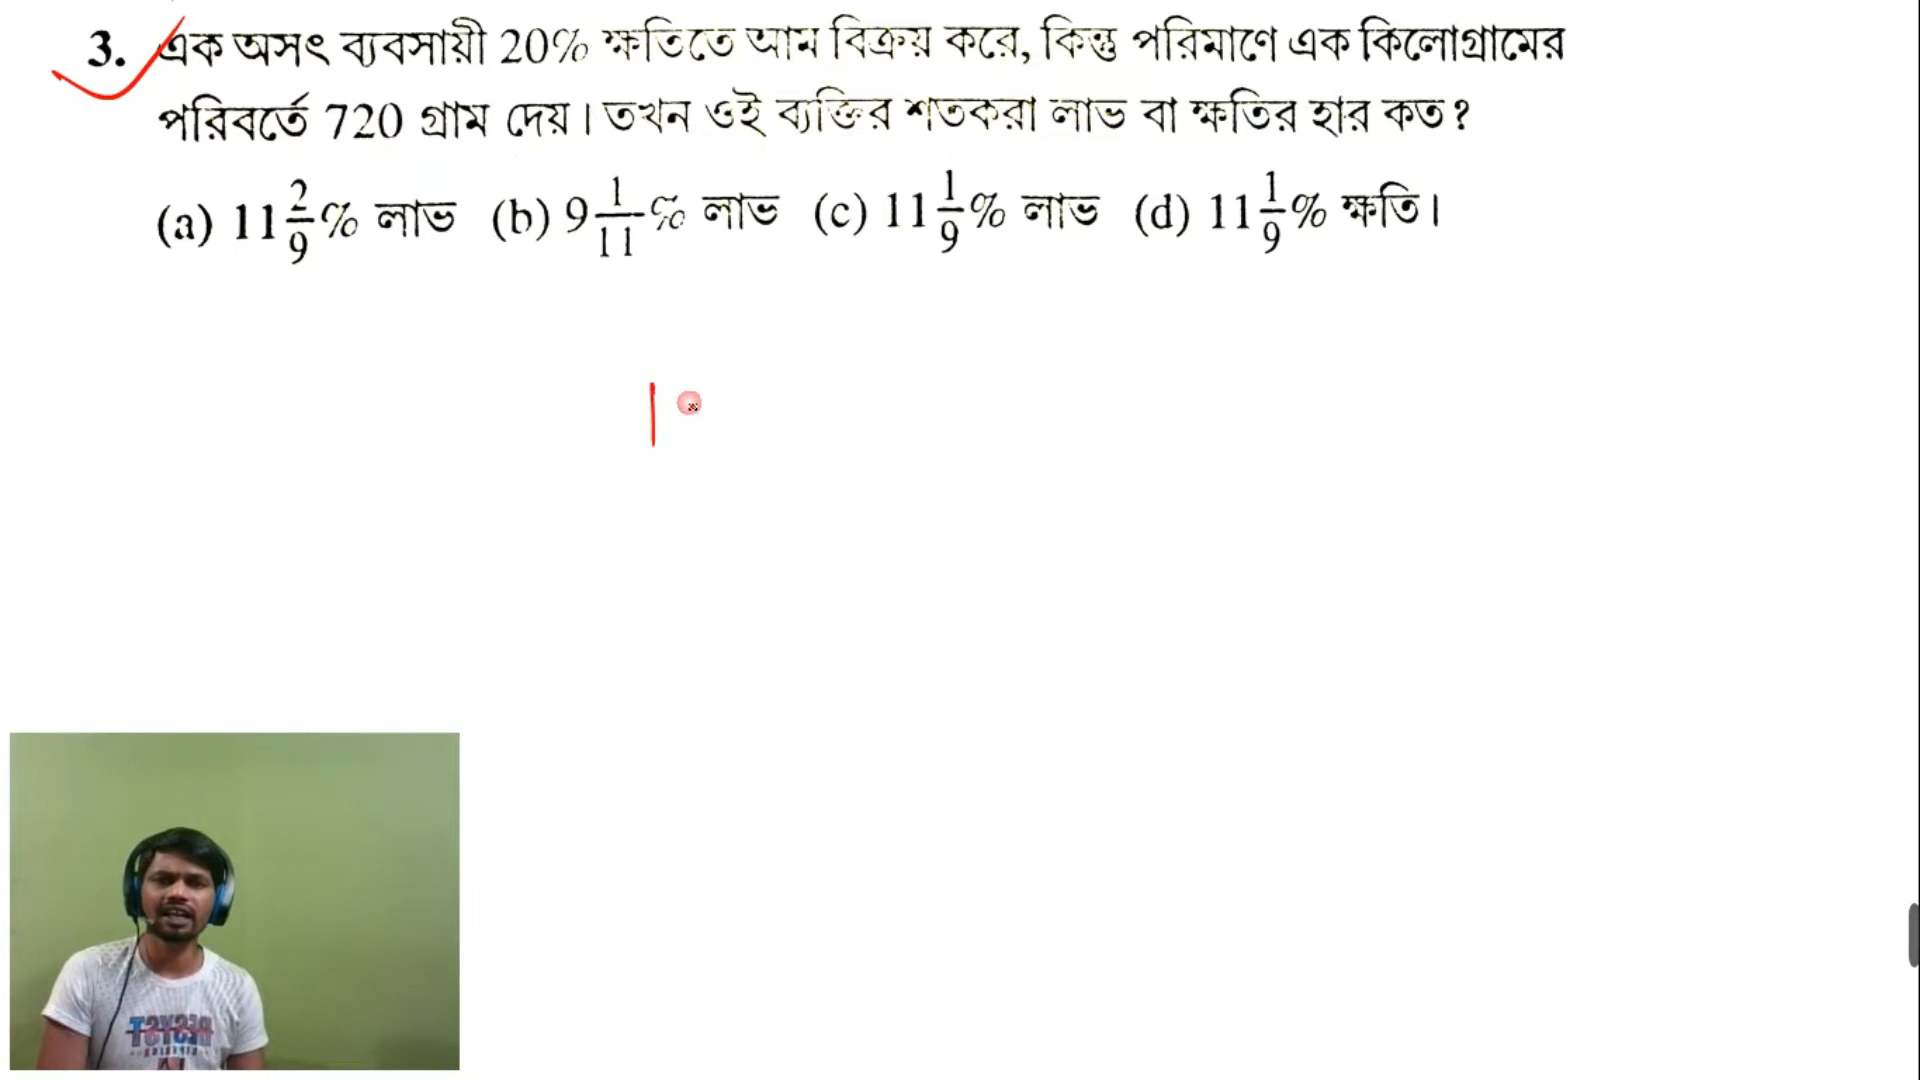 3. এক অসৎ ব্যবসায়ী 20% ক্ষতিতে আম বিক্রয় করে, কিন্তু পরিমাণে এক কিলোগ্রামের
পরিবর্তে 720 গ্রাম দেয়। তখন ওই ব্যক্তির শতকরা লাভ বা ক্ষতির হার কত?
(a) 11 2/9% লাভ (b) 9 1/11% লাভ (c) 11 1/9% লাভ (d) 11 1/9% ক্ষতি।